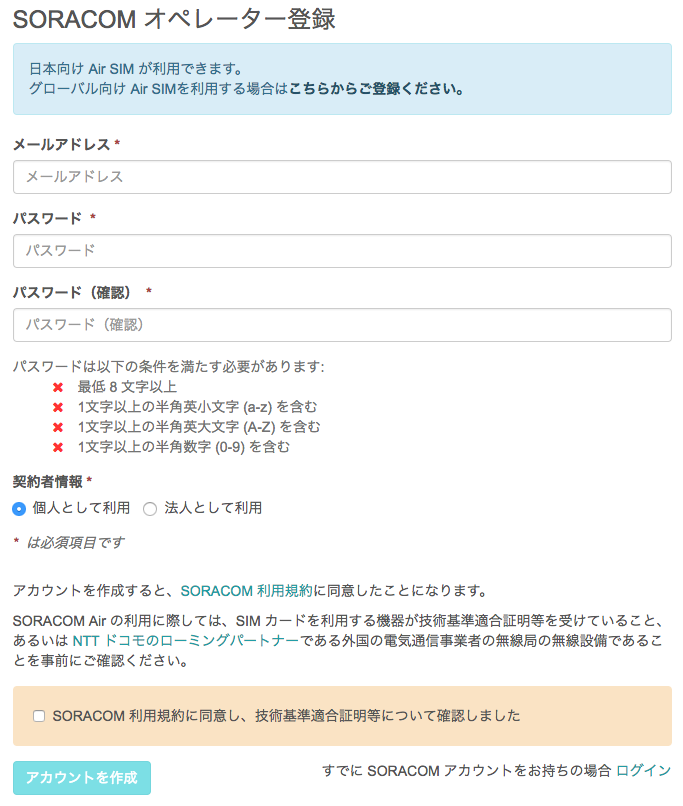 SORACOM オペレーター登録
日本向け Air SIM が利用できます。
グローバル向け Air SIMを利用する場合はこちらからご登録ください。
メールアドレス *
メールアドレス
パスワード *
パスワード
パスワード（確認） *
パスワード（確認）
パスワードは以下の条件を満たす必要があります:
✖ 最低 8 文字以上
✖ 1文字以上の半角英小文字 (a-z) を含む
✖ 1文字以上の半角英大文字 (A-Z) を含む
✖ 1文字以上の半角数字 (0-9) を含む
契約者情報 *
個人として利用 法人として利用
* は必須項目です
アカウントを作成すると、SORACOM 利用規約に同意したことになります。
SORACOM Air の利用に際しては、SIM カードを利用する機器が技術基準適合証明等を受けていること、
あるいは NTT ドコモのローミングパートナーである外国の電気通信事業者の無線局の無線設備であるこ
とを事前にご確認ください。
SORACOM 利用規約に同意し、技術基準適合証明等について確認しました
アカウントを作成 すでに SORACOM アカウントをお持ちの場合 ログイン